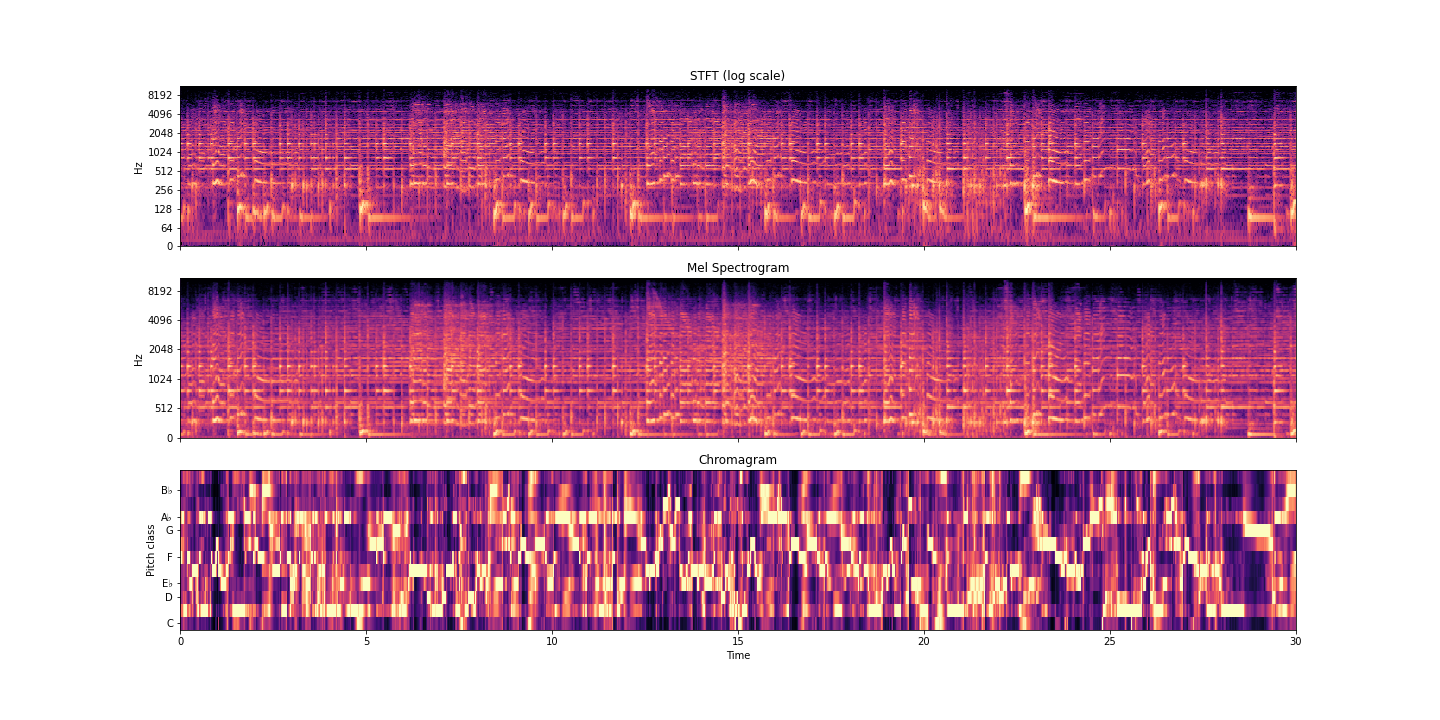 STFT (log scale)
8192
4096
2048
1024
512
256
128
64
0
Hz
Mel Spectrogram
8192
4096
2048
1024
512
0
Hz
Chromagram
B♭
A♭
G
F
E♭
D
C
Pitch class
0 5 10 15 20 25 30
Time